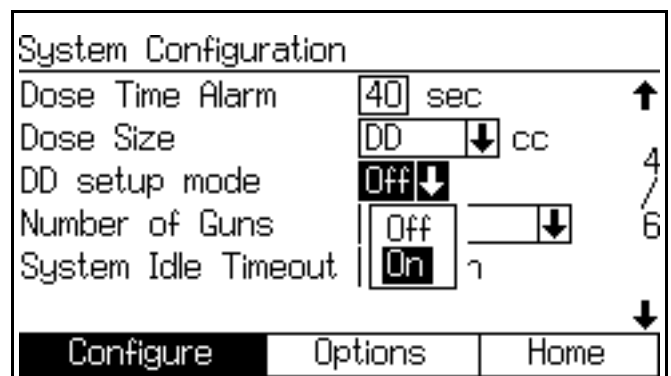 System Configuration
Dose Time Alarm 40 sec
Dose Size DD cc
DD setup mode Off
4/6
Number of Guns
Off
System Idle Timeout
On
Configure Options Home